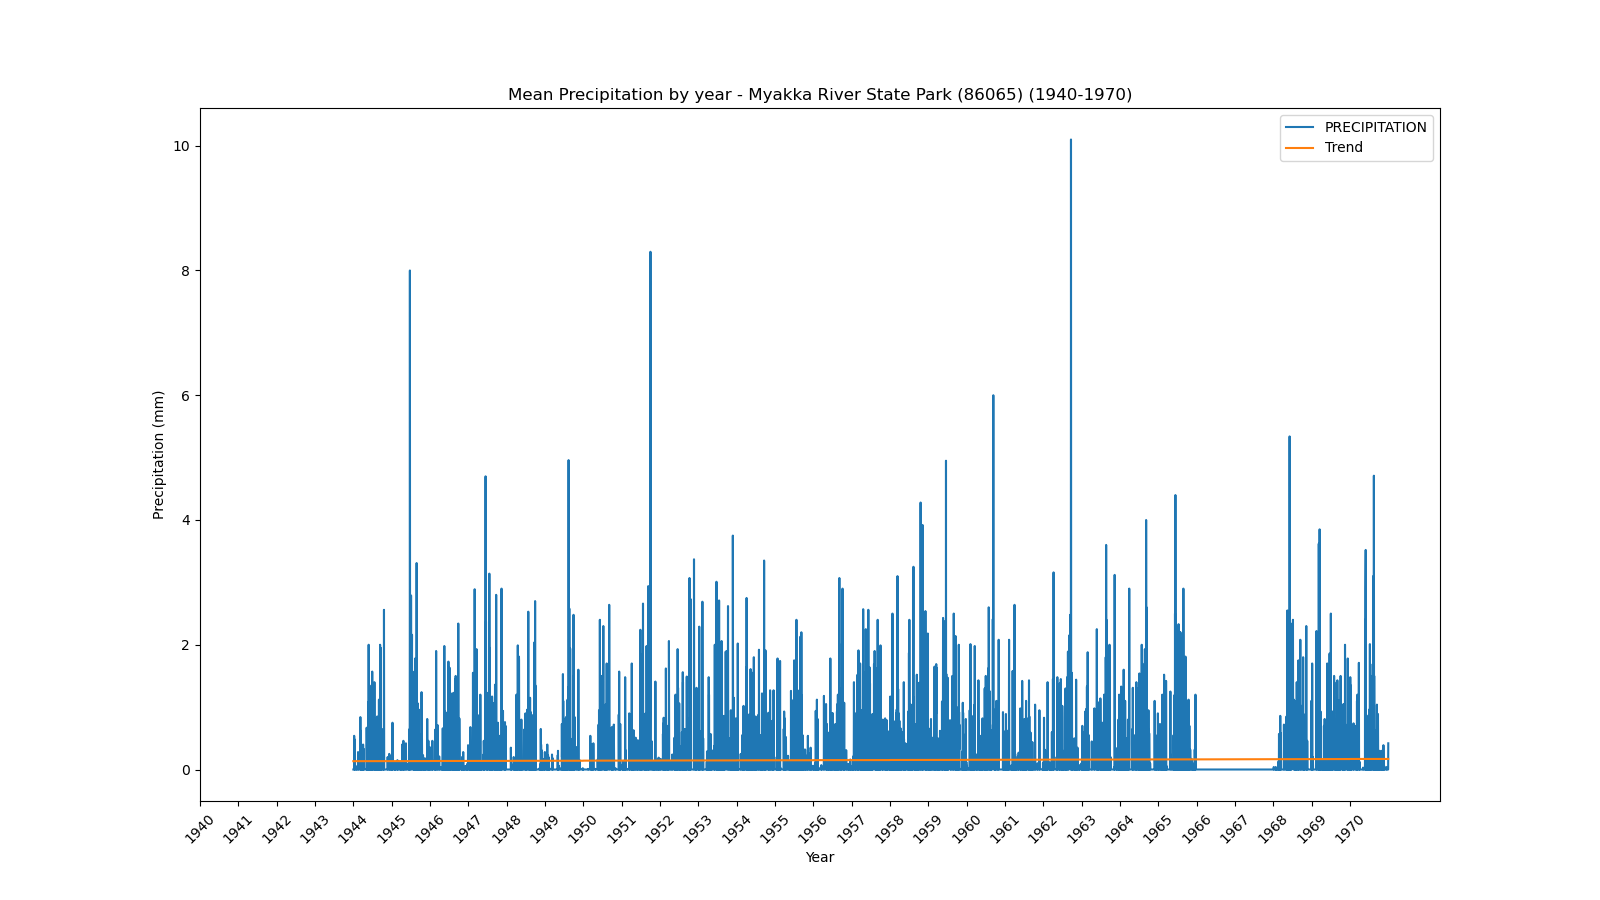 Mean Precipitation by year - Myakka River State Park (86065) (1940-1970)
PRECIPITATION
Trend
10
8
6
4
2
0
Precipitation (mm)
1940 1941 1942 1943 1944 1945 1946 1947 1948 1949 1950 1951 1952 1953 1954 1955 1956 1957 1958 1959 1960 1961 1962 1963 1964 1965 1966 1967 1968 1969 1970
Year